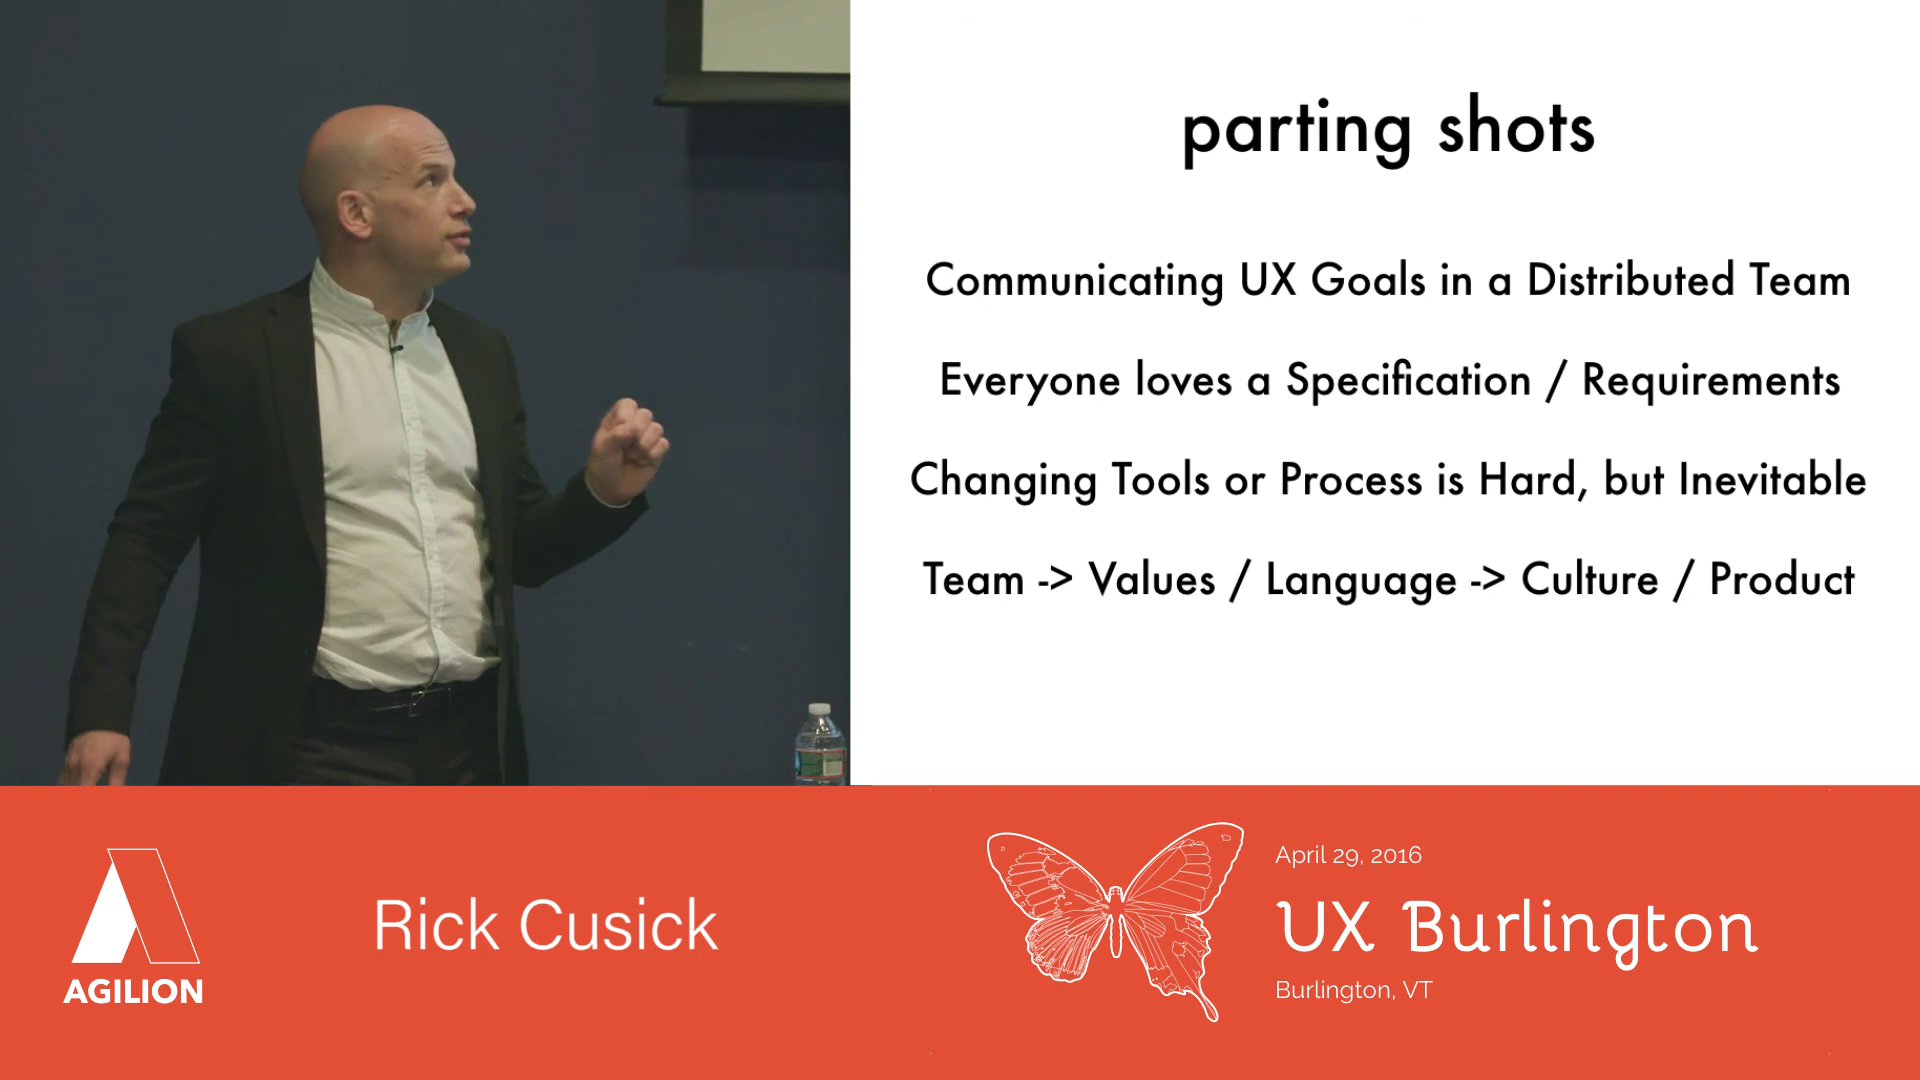 parting shots
Communicating UX Goals in a Distributed Team
Everyone loves a Specification / Requirements
Changing Tools or Process is Hard, but Inevitable
Team -> Values / Language -> Culture / Product
AGILION
Rick Cusick
April 29, 2016
UX Burlington
Burlington, VT